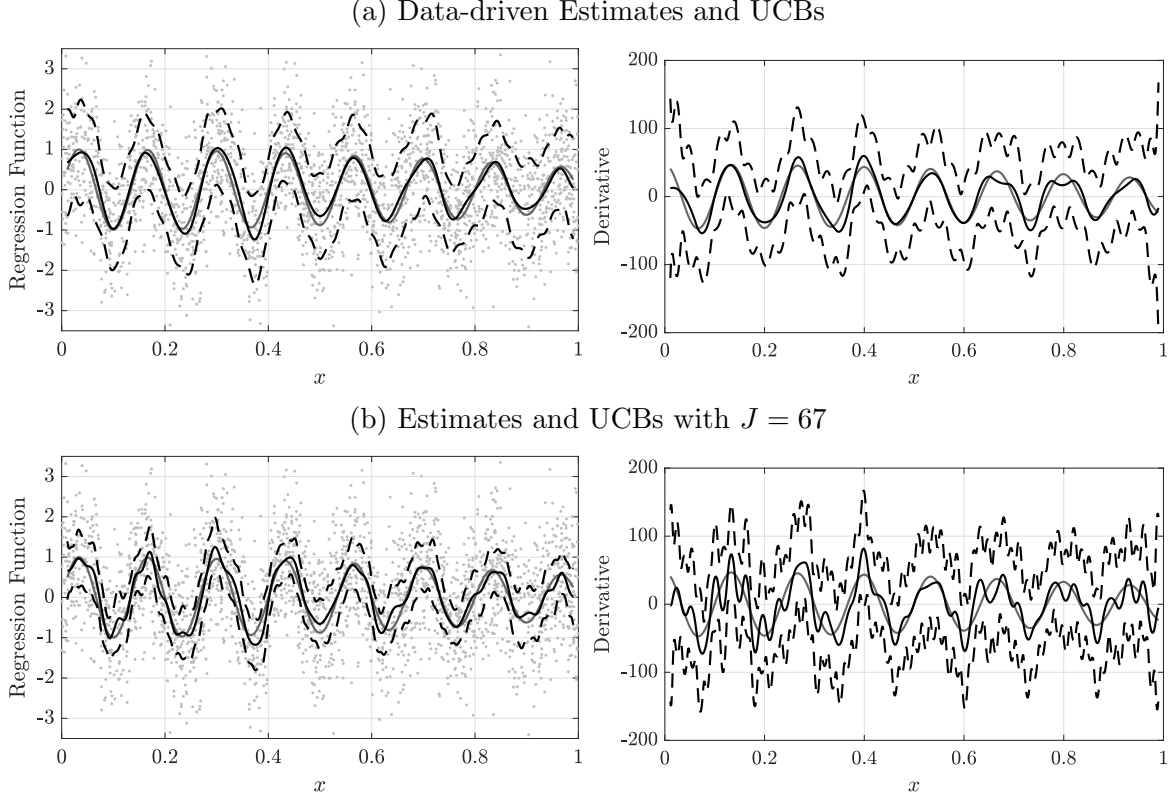 (a) Data-driven Estimates and UCBs
Regression Function
3
2
1
0
-1
-2
-3
0 0.2 0.4 0.6 0.8 1
x
Derivative
200
100
0
-100
-200
0 0.2 0.4 0.6 0.8 1
x
(b) Estimates and UCBs with J = 67
Regression Function
3
2
1
0
-1
-2
-3
0 0.2 0.4 0.6 0.8 1
x
Derivative
200
100
0
-100
-200
0 0.2 0.4 0.6 0.8 1
x